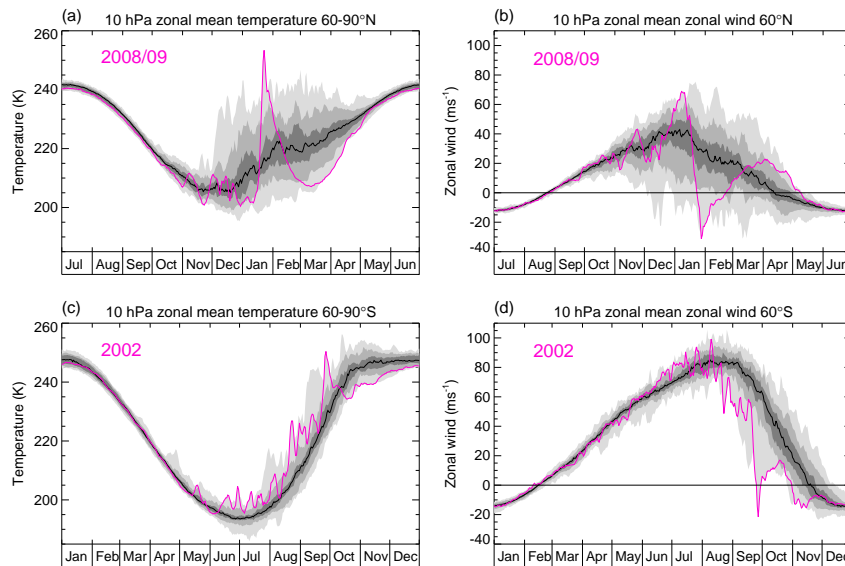 (a) 10 hPa zonal mean temperature 60-90°N
2008/09
Temperature (K)
260
240
220
200
Jul Aug Sep Oct Nov Dec Jan Feb Mar Apr May Jun
(b) 10 hPa zonal mean zonal wind 60°N
2008/09
Zonal wind (ms⁻¹)
100
80
60
40
20
0
-20
-40
Jul Aug Sep Oct Nov Dec Jan Feb Mar Apr May Jun
(c) 10 hPa zonal mean temperature 60-90°S
2002
Temperature (K)
260
240
220
200
Jan Feb Mar Apr May Jun Jul Aug Sep Oct Nov Dec
(d) 10 hPa zonal mean zonal wind 60°S
2002
Zonal wind (ms⁻¹)
100
80
60
40
20
0
-20
-40
Jan Feb Mar Apr May Jun Jul Aug Sep Oct Nov Dec